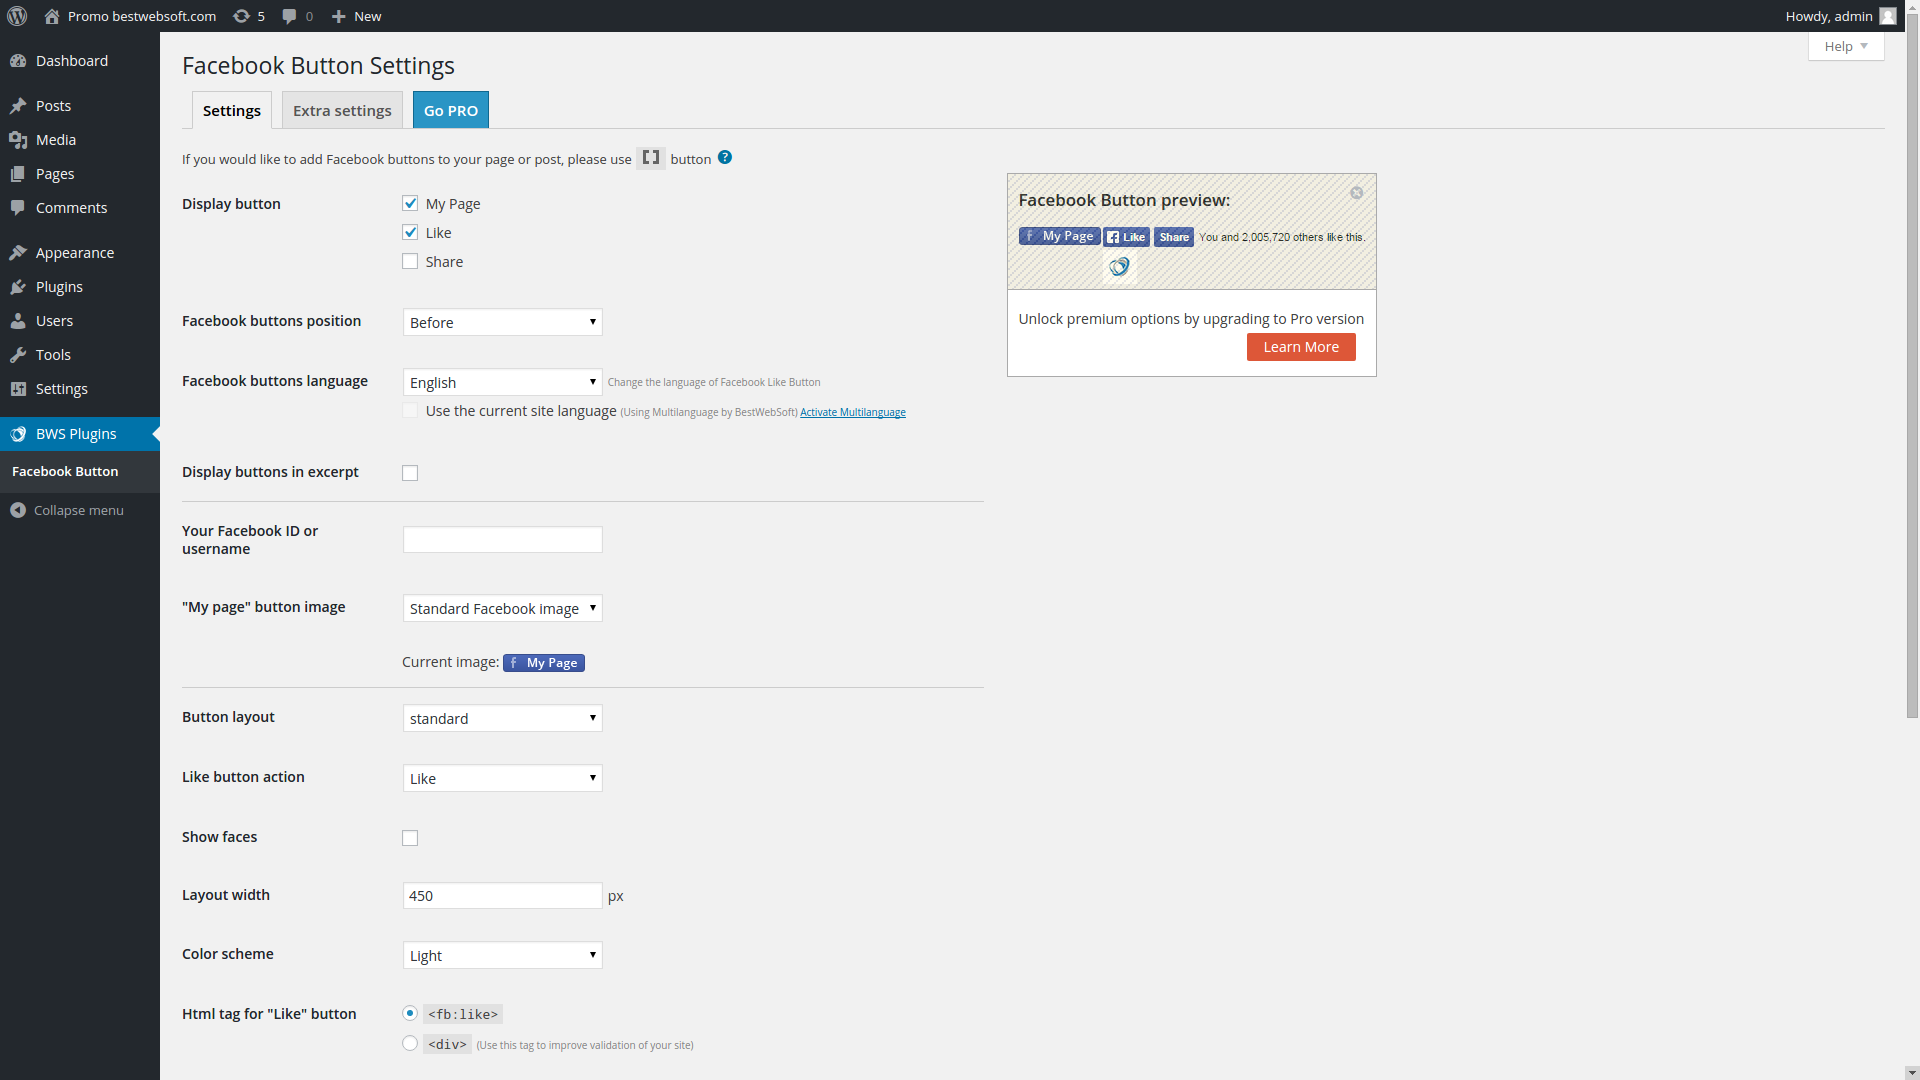 Promo bestwebsoft.com 5 0 New Howdy, admin
Help
Dashboard
Posts
Media
Pages
Comments
Appearance
Plugins
Users
Tools
Settings
BWS Plugins
Facebook Button
Collapse menu
Facebook Button Settings
Settings Extra settings Go PRO
If you would like to add Facebook buttons to your page or post, please use [] button ?
Display button
My Page
Like
Share
Facebook buttons position Before
Facebook buttons language English Change the language of Facebook Like Button
Use the current site language (Using Multilanguage by BestWebSoft) Activate Multilanguage
Display buttons in excerpt
Your Facebook ID or
username
"My page" button image Standard Facebook image
Current image: f My Page
Button layout standard
Like button action Like
Show faces
Layout width 450 px
Color scheme Light
Html tag for "Like" button <fb:like>
<div> (Use this tag to improve validation of your site)
Facebook Button preview:
f My Page f Like Share You and 2,005,720 others like this.
Unlock premium options by upgrading to Pro version
Learn More